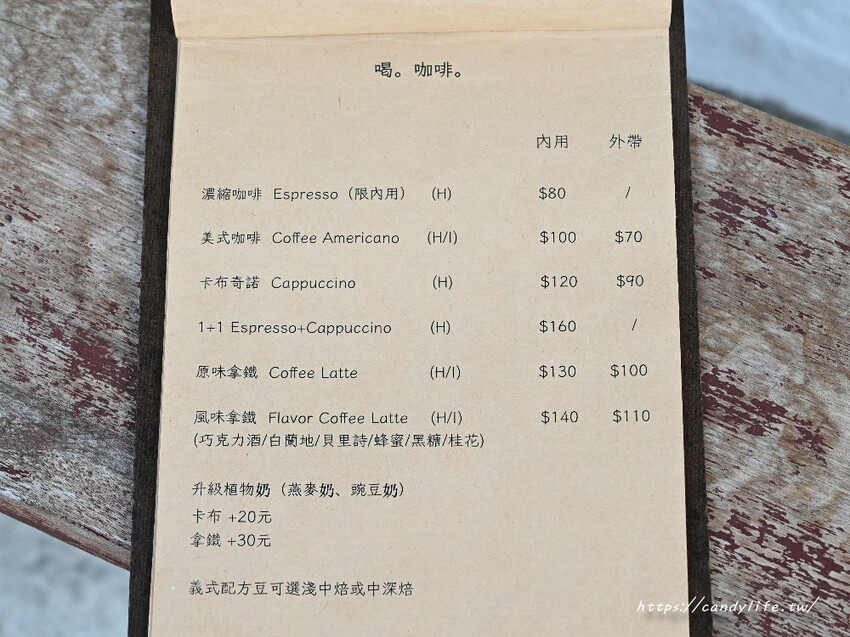 喝。咖啡。
內用 外帶
濃縮咖啡 Espresso（限內用） (H) $80 /
美式咖啡 Coffee Americano (H/I) $100 $70
卡布奇諾 Cappuccino (H) $120 $90
1+1 Espresso+Cappuccino (H) $160 /
原味拿鐵 Coffee Latte (H/I) $130 $100
風味拿鐵 Flavor Coffee Latte (H/I) $140 $110
(巧克力酒/白蘭地/貝里詩/蜂蜜/黑糖/桂花)
升級植物奶（燕麥奶、豌豆奶）
卡布 +20元
拿鐵 +30元
義式配方豆可選淺中焙或中深焙
https://candylife.tw/